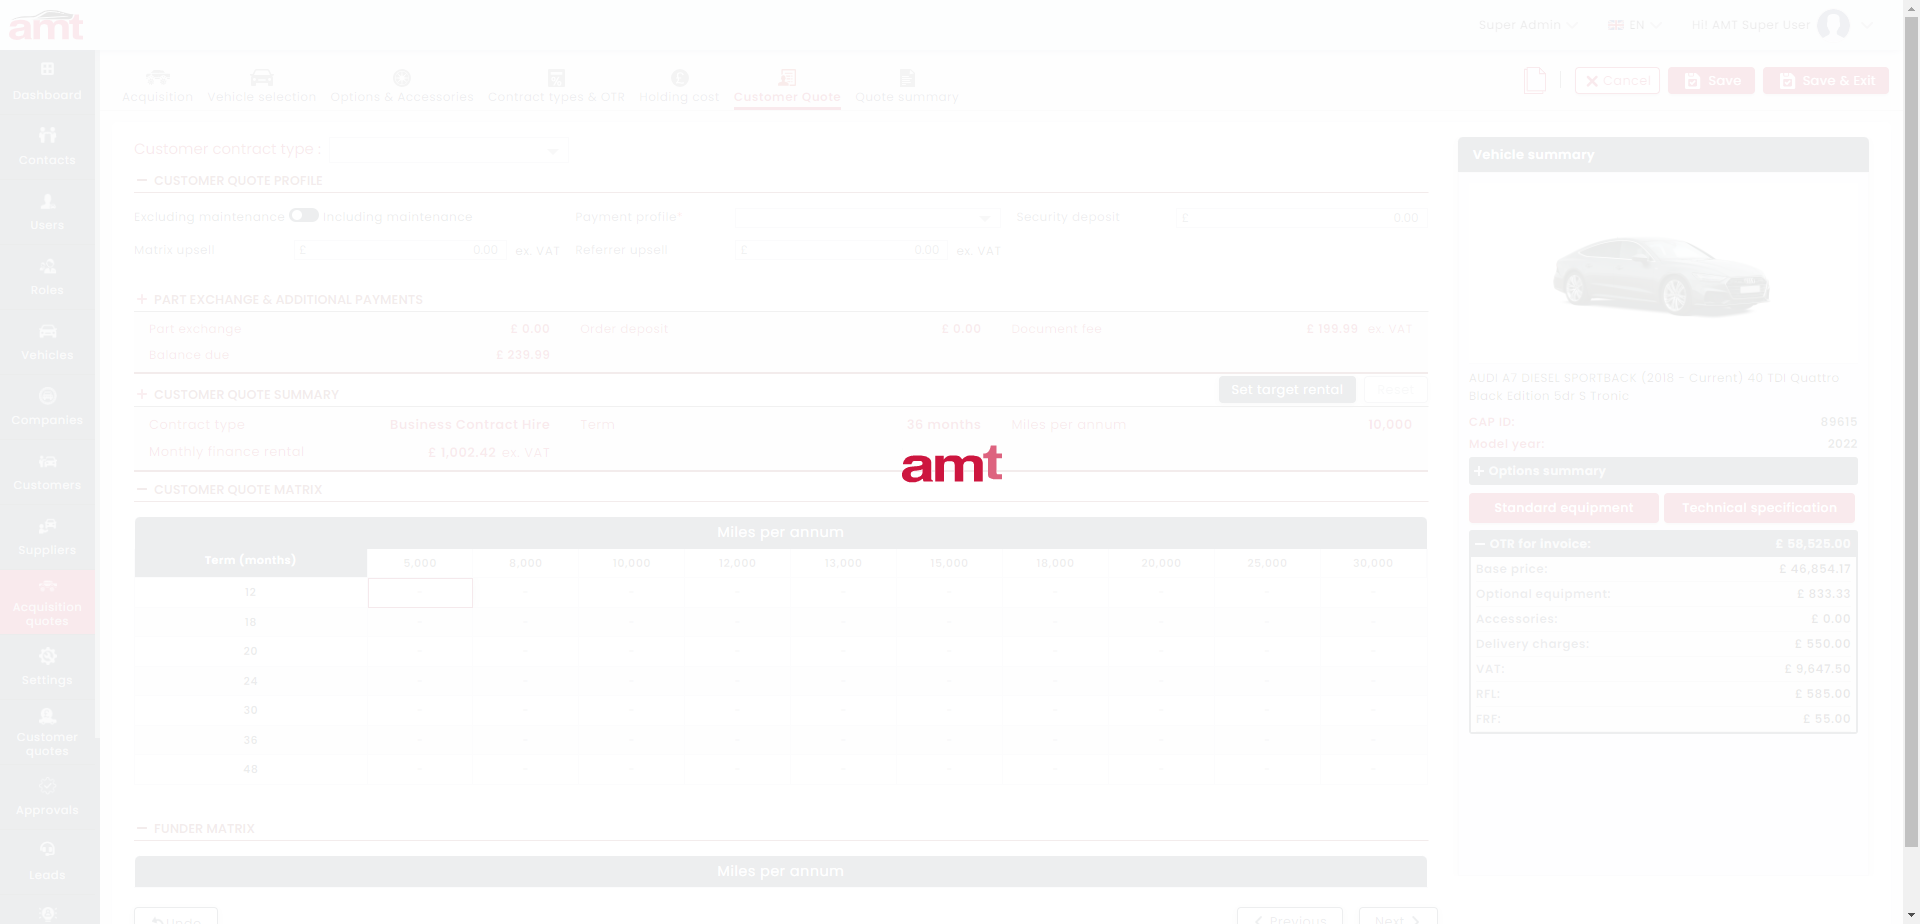 amt
Super Admin
EN
Hi! AMT Super User
Dashboard
Contacts
Users
Roles
Vehicles
Companies
Customers
Suppliers
Acquisition
quotes
Settings
Customer
quotes
Approvals
Leads
Acquisition Vehicle selection Options & Accessories Contract types & OTR Holding cost Customer Quote Quote summary
Cancel Save Save & Exit
Customer contract type :
CUSTOMER QUOTE PROFILE
Excluding maintenance Including maintenance Payment profile* Security deposit £ 0.00
Matrix upsell £ 0.00 ex. VAT Referrer upsell £ 0.00 ex. VAT
PART EXCHANGE & ADDITIONAL PAYMENTS
Part exchange £ 0.00 Order deposit £ 0.00 Document fee £ 199.99 ex. VAT
Balance due £ 239.99
CUSTOMER QUOTE SUMMARY Set target rental Reset
Contract type Business Contract Hire Term 36 months Miles per annum 10,000
Monthly finance rental £ 1,002.42 ex. VAT
amt
CUSTOMER QUOTE MATRIX
Miles per annum
Term (months) 5,000 8,000 10,000 12,000 13,000 15,000 18,000 20,000 25,000 30,000
12
18 - - - - - - - - - -
20 - - - - - - - - - -
24 - - - - - - - - - -
30 - - - - - - - - - -
36 - - - - - - - - - -
48 - - - - - - - - - -
FUNDER MATRIX
Miles per annum
Undo Previous Next
Vehicle summary
AUDI A7 DIESEL SPORTBACK (2018 - Current) 40 TDI Quattro
Black Edition 5dr S Tronic
CAP ID: 89615
Model year: 2022
Options summary
Standard equipment Technical specification
OTR for invoice: £ 58,525.00
Base price: £ 46,854.17
Optional equipment: £ 833.33
Accessories: £ 0.00
Delivery charges: £ 550.00
VAT: £ 9,647.50
RFL: £ 585.00
FRF: £ 55.00